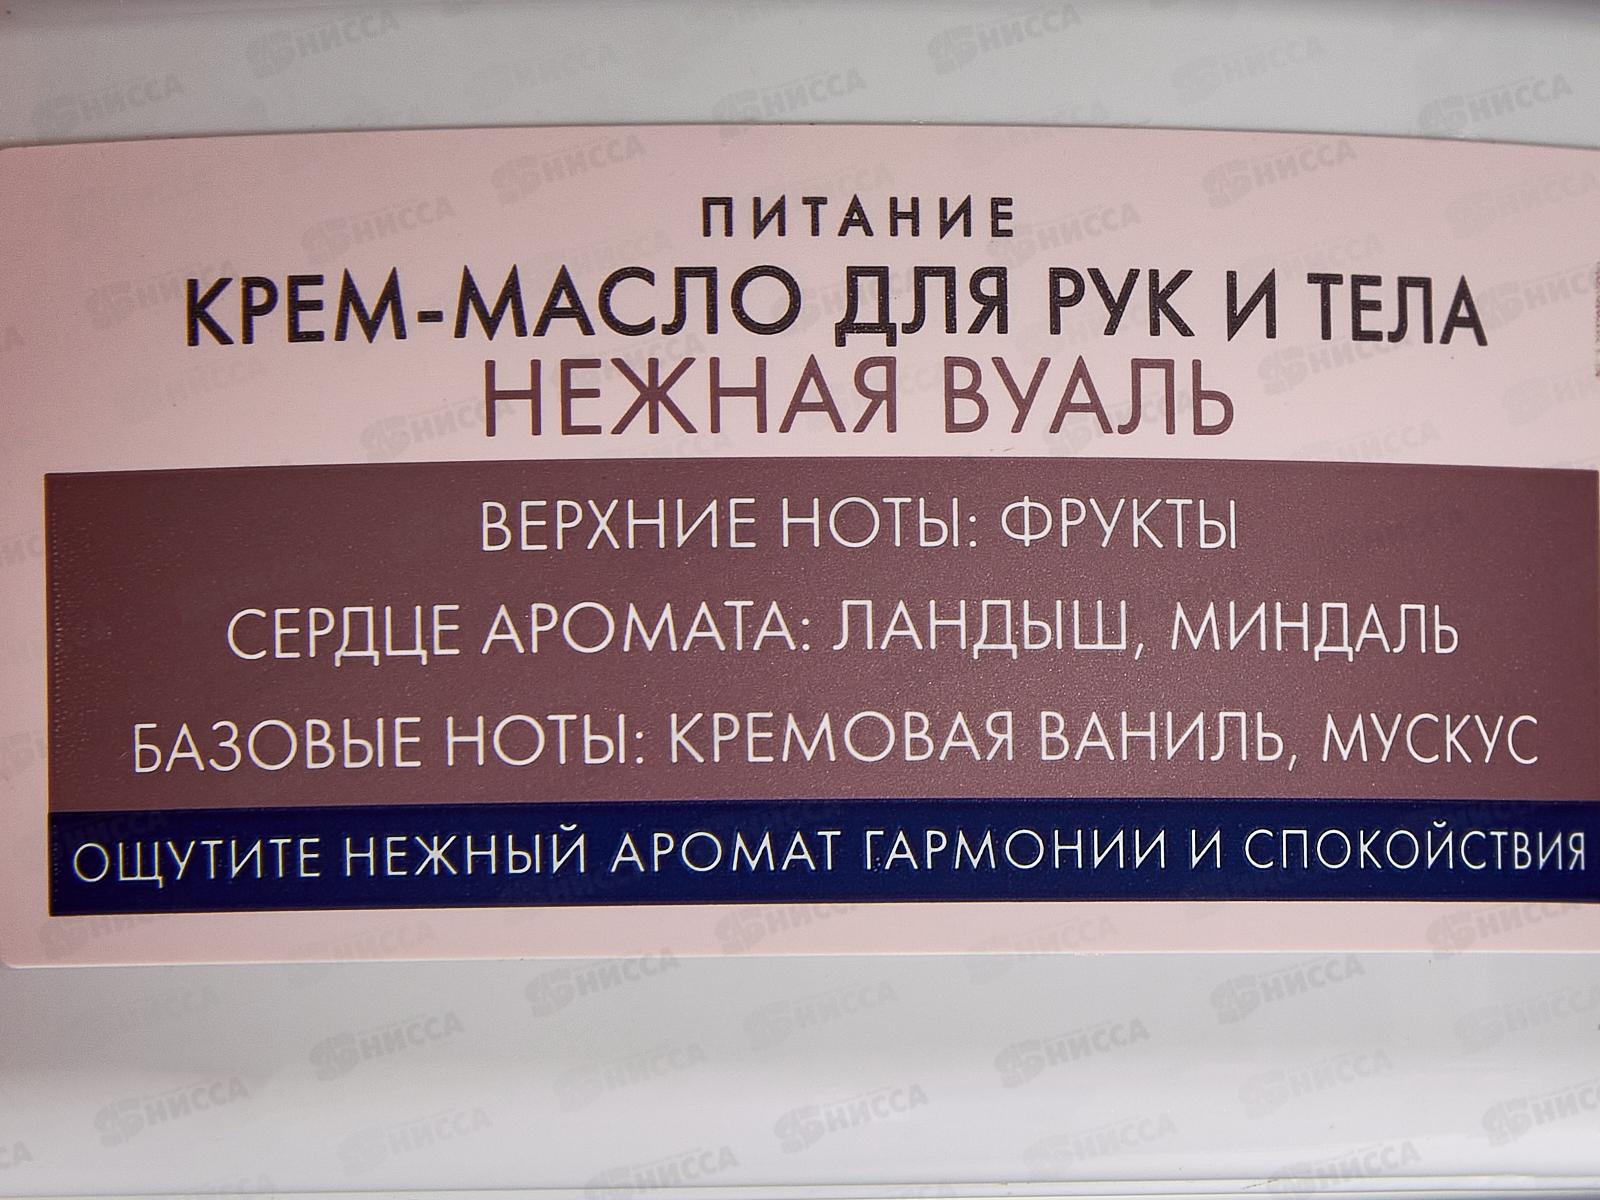 ПИТАНИЕ
КРЕМ-МАСЛО ДЛЯ РУК И ТЕЛА
НЕЖНАЯ ВУАЛЬ
ВЕРХНИЕ НОТЫ: ФРУКТЫ
СЕРДЦЕ АРОМАТА: ЛАНДЫШ, МИНДАЛЬ
БАЗОВЫЕ НОТЫ: КРЕМОВАЯ ВАНИЛЬ, МУСКУС
ОЩУТИТЕ НЕЖНЫЙ АРОМАТ ГАРМОНИИ И СПОКОЙСТВИЯ